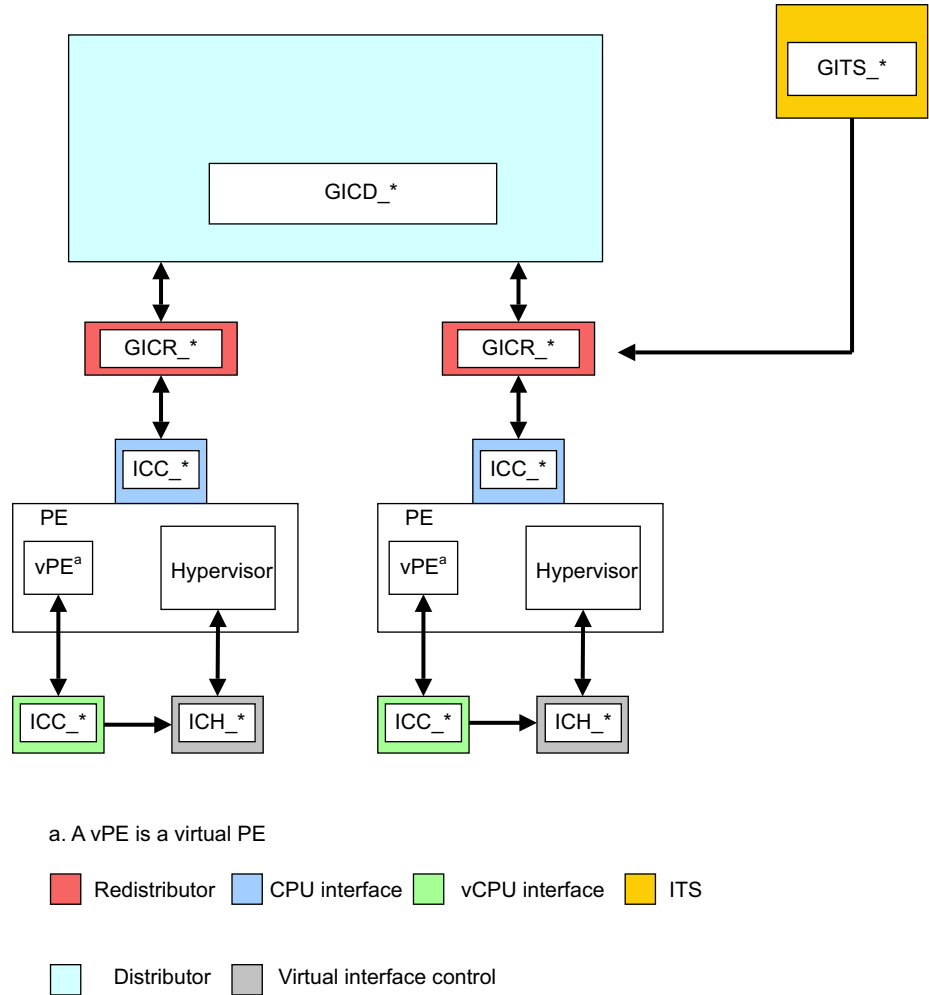 GITS_*
GICD_*
GICR_*
GICR_*
ICC_*
ICC_*
PE
PE
vPEa
Hypervisor
vPEa
Hypervisor
ICC_*
ICH_*
ICC_*
ICH_*
a. A vPE is a virtual PE
Redistributor
CPU interface
vCPU interface
ITS
Distributor
Virtual interface control